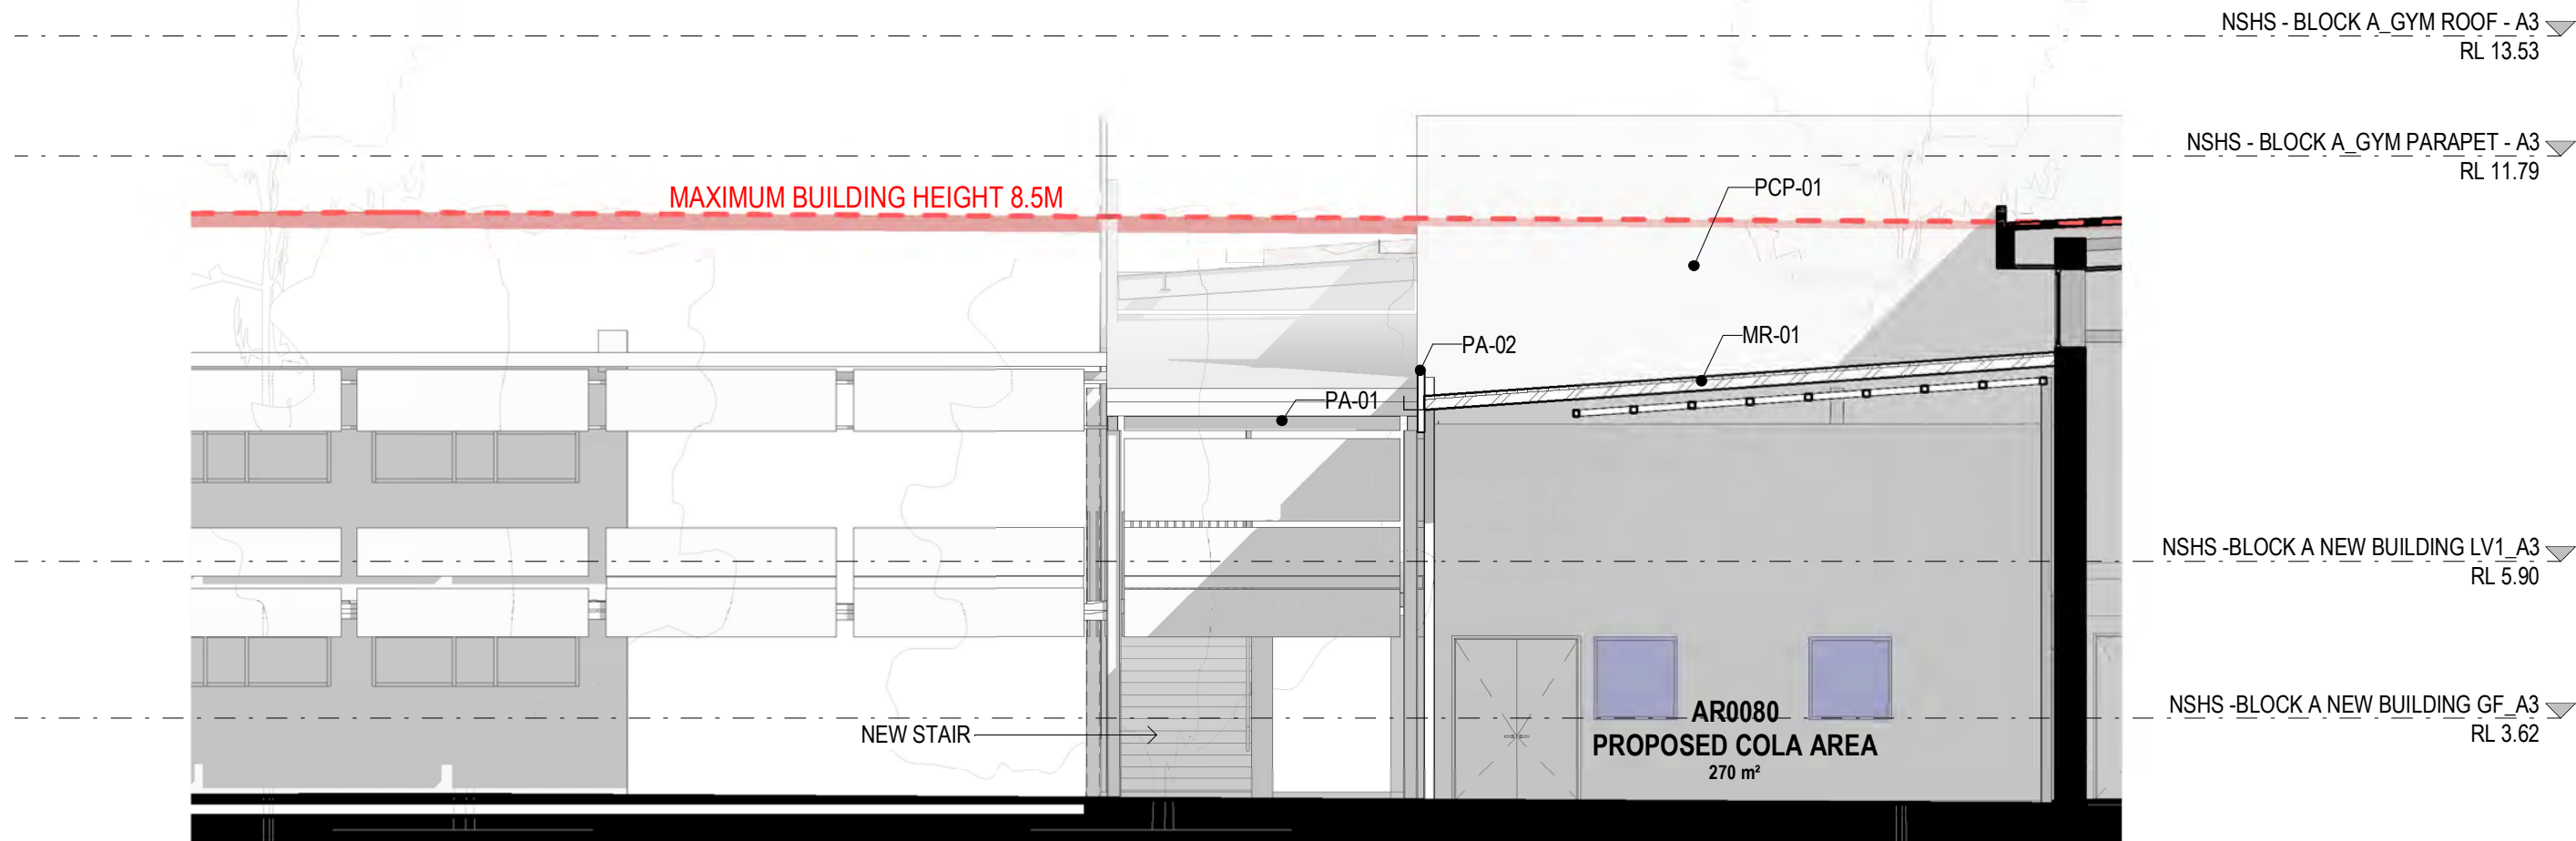 NSHS - BLOCK A_GYM ROOF - A3
RL 13.53
NSHS - BLOCK A_GYM PARAPET - A3
RL 11.79
MAXIMUM BUILDING HEIGHT 8.5M
PCP-01
PA-02
MR-01
PA-01
NSHS -BLOCK A NEW BUILDING LV1_A3
RL 5.90
NSHS -BLOCK A NEW BUILDING GF_A3
RL 3.62
NEW STAIR
AR0080
PROPOSED COLA AREA
270 m²